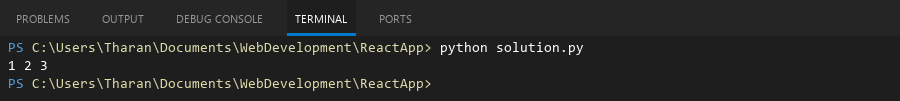 PROBLEMS OUTPUT DEBUG CONSOLE TERMINAL PORTS
PS C:\Users\Tharan\Documents\WebDevelopment\ReactApp> python solution.py
1 2 3
PS C:\Users\Tharan\Documents\WebDevelopment\ReactApp>